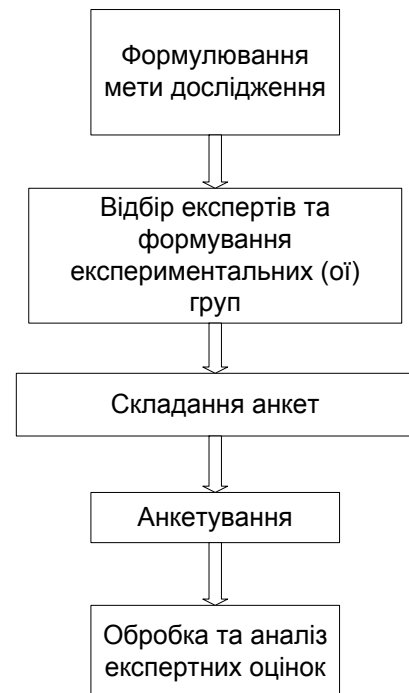 Формулювання
мети дослідження
Відбір експертів та
формування
експериментальних (ої)
груп
Складання анкет
Анкетування
Обробка та аналіз
експертних оцінок